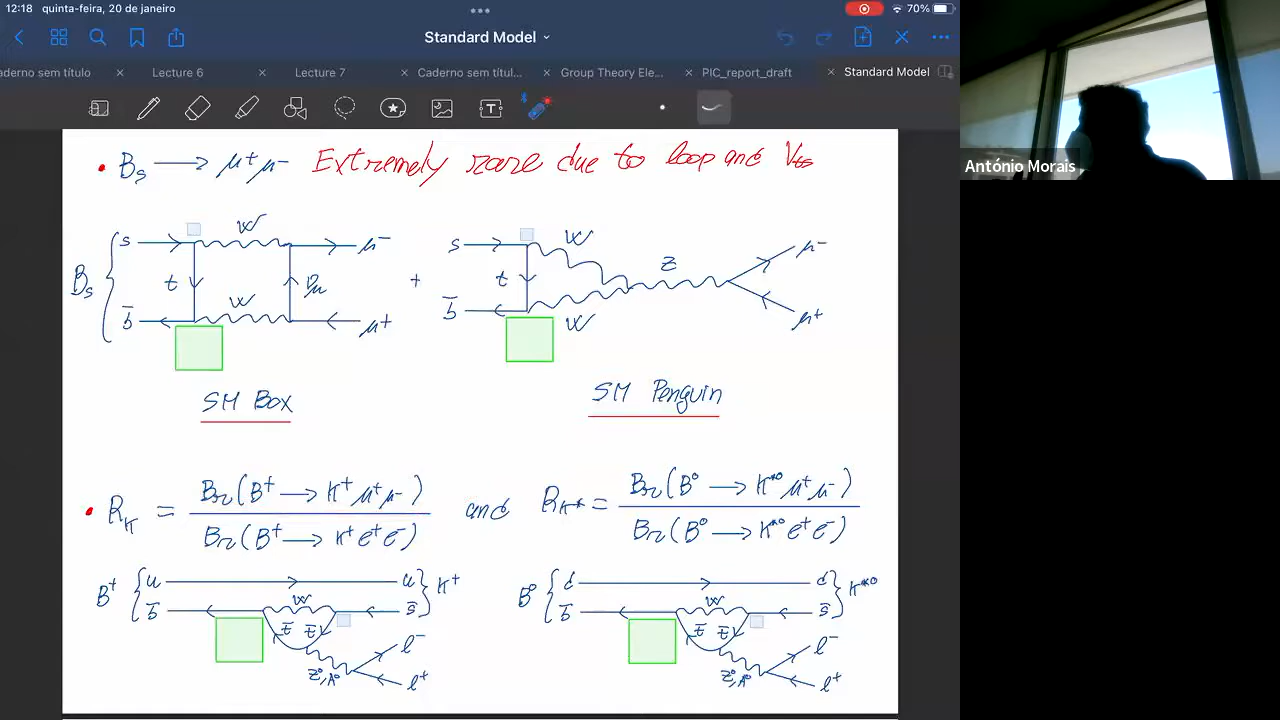 12:18 quinta-feira, 20 de janeiro
70%
Standard Model
aderno sem título × Lecture 6 × Lecture 7 × Caderno sem títul... × Group Theory Ele... × PIC_report_draft × Standard Model
António Morais
• Bₛ ⟶ μ⁺μ⁻ Extremely rare due to loop and Vₜₛ
s W μ⁻ s W μ⁻
Bₛ t νμ + t Z
b̄ W μ⁺ b̄ W μ⁺
SM Box SM Penguin
• R_K = Br(B⁺ ⟶ K⁺μ⁺μ⁻) / Br(B⁺ ⟶ K⁺e⁺e⁻) and R_K* = Br(B⁰ ⟶ K*⁰μ⁺μ⁻) / Br(B⁰ ⟶ K*⁰e⁺e⁻)
B⁺ { u u } K⁺ B⁰ { d d } K*⁰
b̄ W s̄ b̄ W s̄
t̄ t̄ l⁻ t̄ t̄ l⁻
Z⁰,A⁰ l⁺ Z⁰,A⁰ l⁺